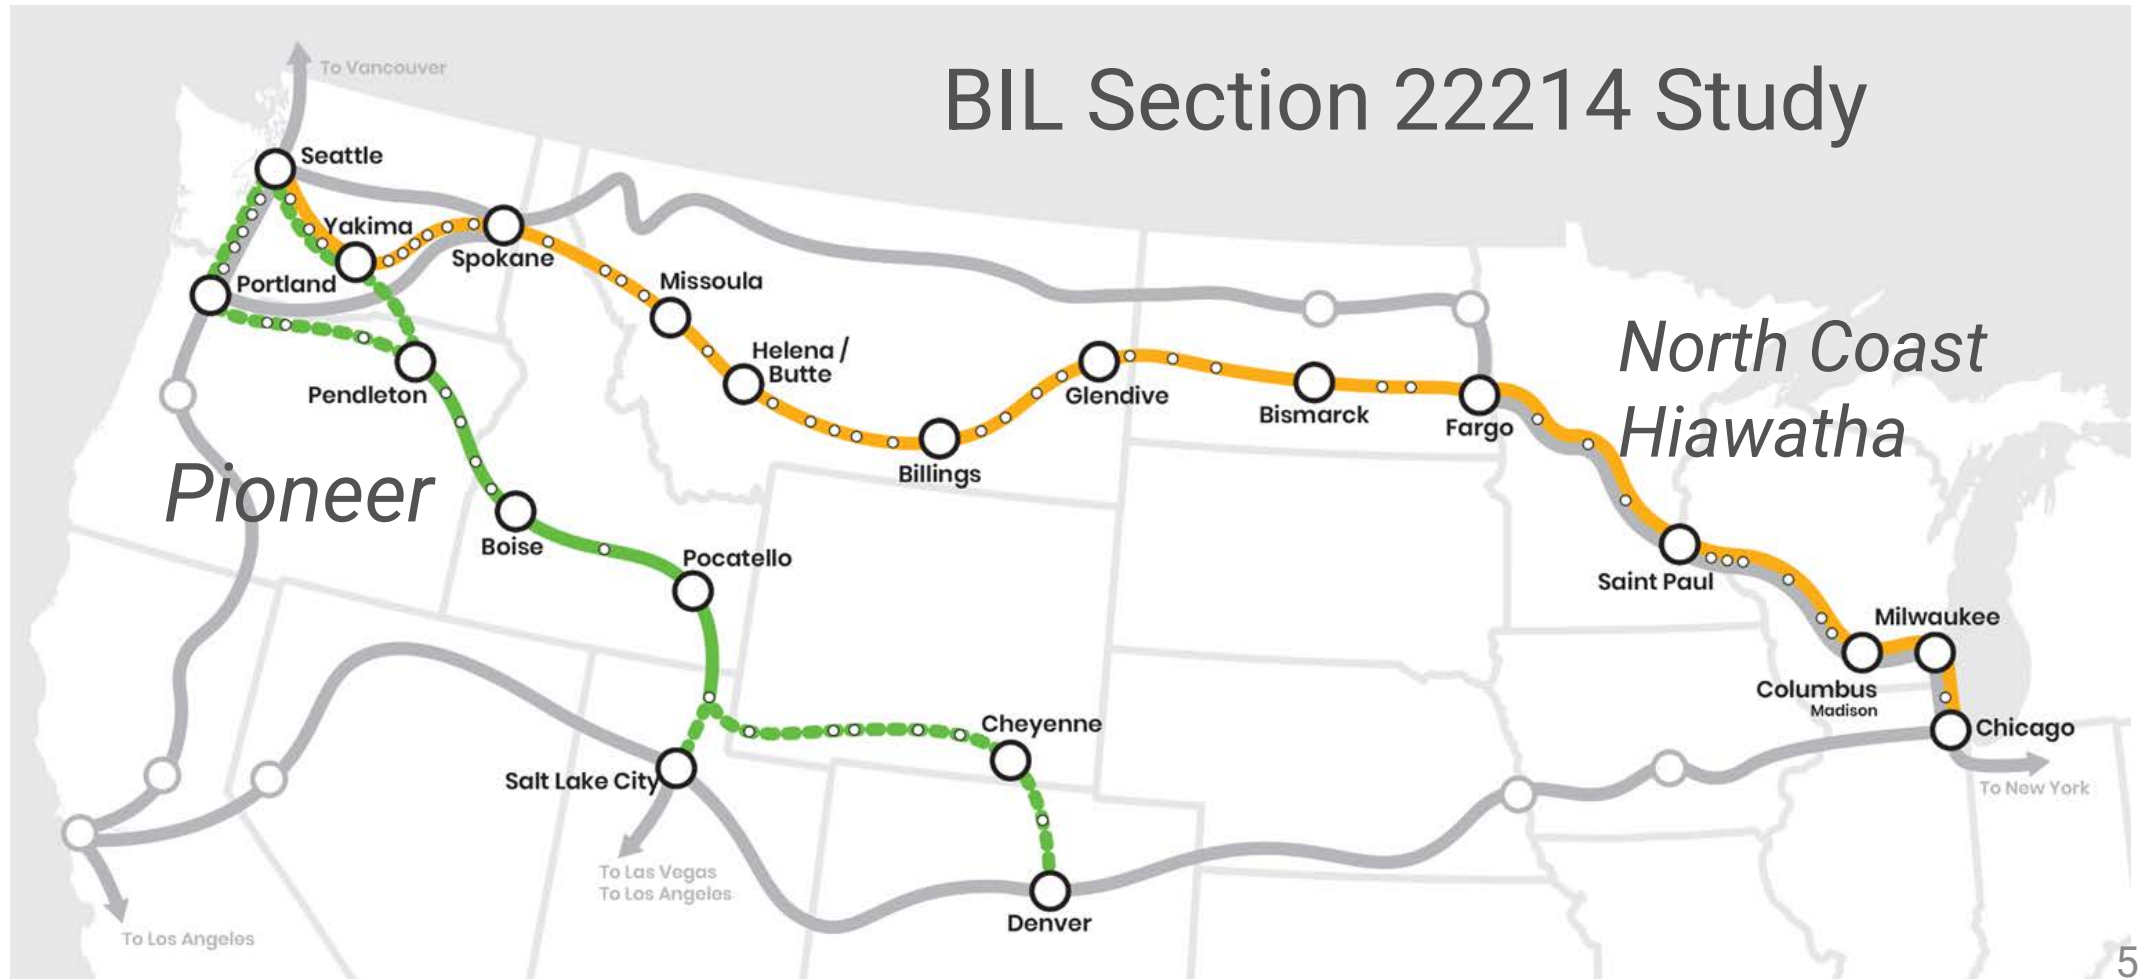 BIL Section 22214 Study
To Vancouver
Seattle
Yakima
Spokane
Portland
Missoula
Helena /
Butte
Pendleton
Glendive
Bismarck
Fargo
Billings
North Coast
Hiawatha
Pioneer
Boise
Pocatello
Saint Paul
Milwaukee
Columbus
Madison
Chicago
To New York
Cheyenne
Salt Lake City
To Las Vegas
To Los Angeles
Denver
To Los Angeles
5